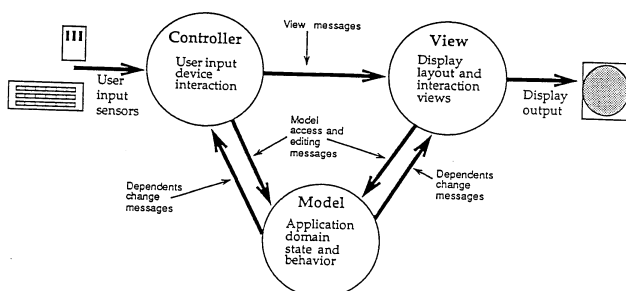 Controller
User input
device
interaction
View messages
View
Display
layout and
interaction
views
User
input
sensors
Display
output
Model
access and
editing
messages
Dependents
change
messages
Dependents
change
messages
Model
Application
domain
state and
behavior